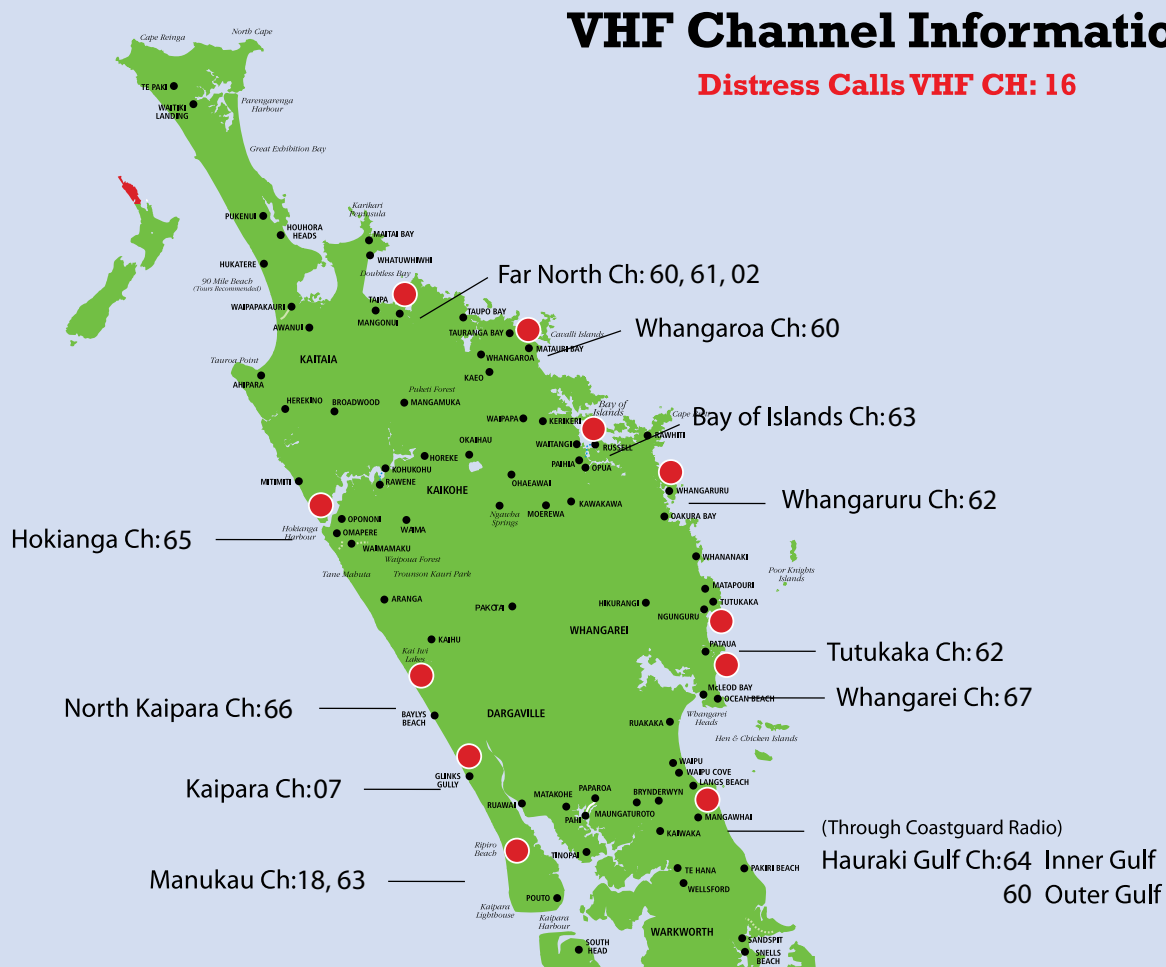 VHF Channel Informatio
Distress Calls VHF CH: 16
Cape Reinga
North Cape
TE PAKI
WAITIKI
LANDING
Parengarenga
Harbour
Great Exhibition Bay
PUKENUI
HOUHORA
HEADS
Karikari
Peninsula
MAITAI BAY
WHATUWHIWHI
HUKATERE
Doubtless Bay
90 Mile Beach
(Tours Recommended)
Far North Ch: 60, 61, 02
WAIPAPAKAURI
TAIPA
MANGONUI
TAUPO BAY
AWANUI
TAURANGA BAY
Cavalli Islands
Whangaroa Ch: 60
MATAURI BAY
WHANGAROA
KAITAIA
Tauroa Point
AHIPARA
KAEO
Puketi Forest
HEREKINO
BROADWOOD
MANGAMUKA
Bay of
Islands
WAIPAPA
KERIKERI
Cape
Bay of Islands Ch: 63
OKAIHAU
WAITANGI
RUSSELL
RAWHITI
HOREKE
PAIHIA
OPUA
KOHUKOHU
RAWENE
MITIMITI
KAIKOHE
OHAEAWAI
WHANGARURU
Whangaruru Ch: 62
Ngawha
Springs
MOEREWA
KAWAKAWA
OAKURA BAY
Hokianga
Harbour
OPONONI
WAIMA
OMAPERE
Hokianga Ch: 65
WAIMAMAKU
Waipoua Forest
Tane Mahuta
Trounson Kauri Park
WHANANAKI
Poor Knights
Islands
MATAPOURI
ARANGA
PAKOTAI
HIKURANGI
TUTUKAKA
NGUNGURU
WHANGAREI
KAIHU
PATAUA
Tutukaka Ch: 62
Kai Iwi
Lakes
McLEOD BAY
OCEAN BEACH
Whangarei Ch: 67
North Kaipara Ch: 66
BAYLYS
BEACH
DARGAVILLE
Whangarei
Heads
RUAKAKA
Hen & Chicken Islands
WAIPU
WAIPU COVE
GLINKS
GULLY
LANGS BEACH
Kaipara Ch: 07
RUAWAI
MATAKOHE
PAPAROA
BRYNDERWYN
PAHI
MAUNGATUROTO
MANGAWHAI
KAIWAKA
(Through Coastguard Radio)
Hauraki Gulf Ch: 64 Inner Gulf
60 Outer Gulf
Ripiro
Beach
TINOPAI
TE HANA
PAKIRI BEACH
Manukau Ch: 18, 63
WELLSFORD
POUTO
Kaipara
Lighthouse
Kaipara
Harbour
WARKWORTH
SOUTH
HEAD
SANDSPIT
SNELLS
BEACH